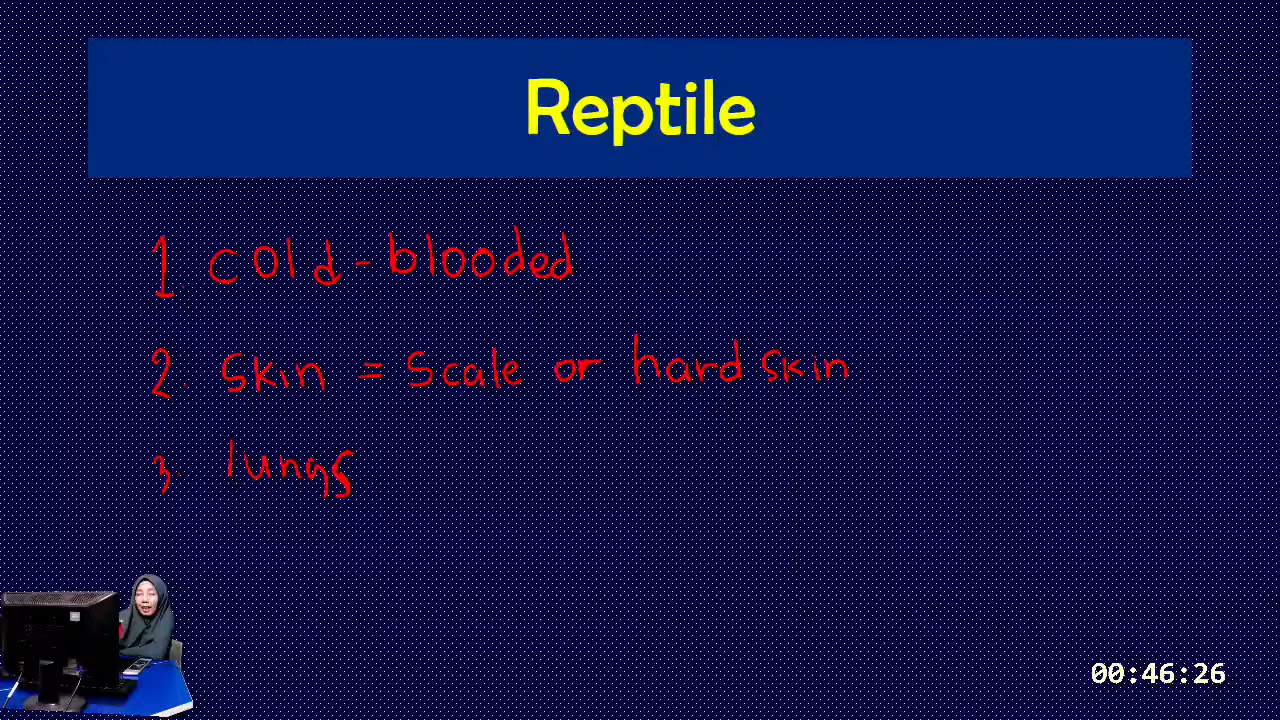 Reptile
1. cold-blooded
2. Skin = Scale or hard skin
3. lungs
00:46:26